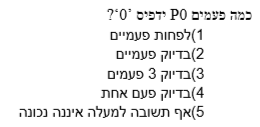 כמה פעמים P0 ידפיס '0'?
1)לפחות פעמיים
2)בדיוק פעמיים
3)בדיוק 3 פעמים
4)בדיוק פעם אחת
5)אף תשובה למעלה איננה נכונה